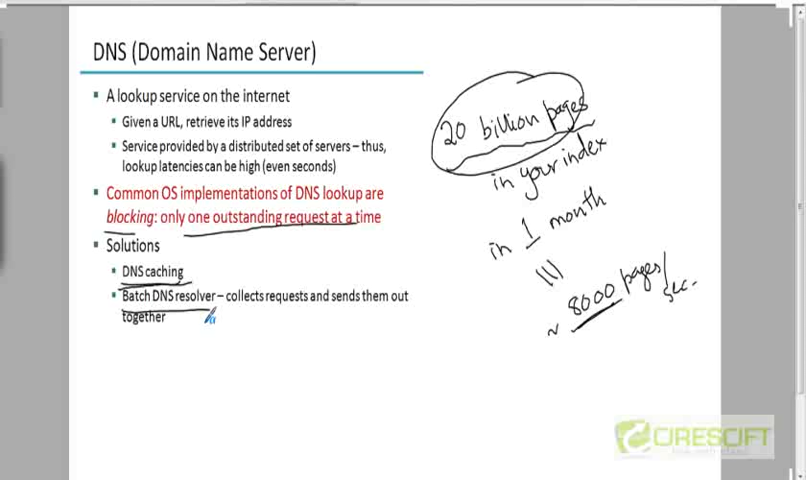 DNS (Domain Name Server)
▪ A lookup service on the internet
▪ Given a URL, retrieve its IP address
▪ Service provided by a distributed set of servers – thus,
lookup latencies can be high (even seconds)
▪ Common OS implementations of DNS lookup are
blocking: only one outstanding request at a time
▪ Solutions
▪ DNS caching
▪ Batch DNS resolver – collects requests and sends them out
together
20 billion pages
in your index
in 1 month
~ 8000 pages/
sec.